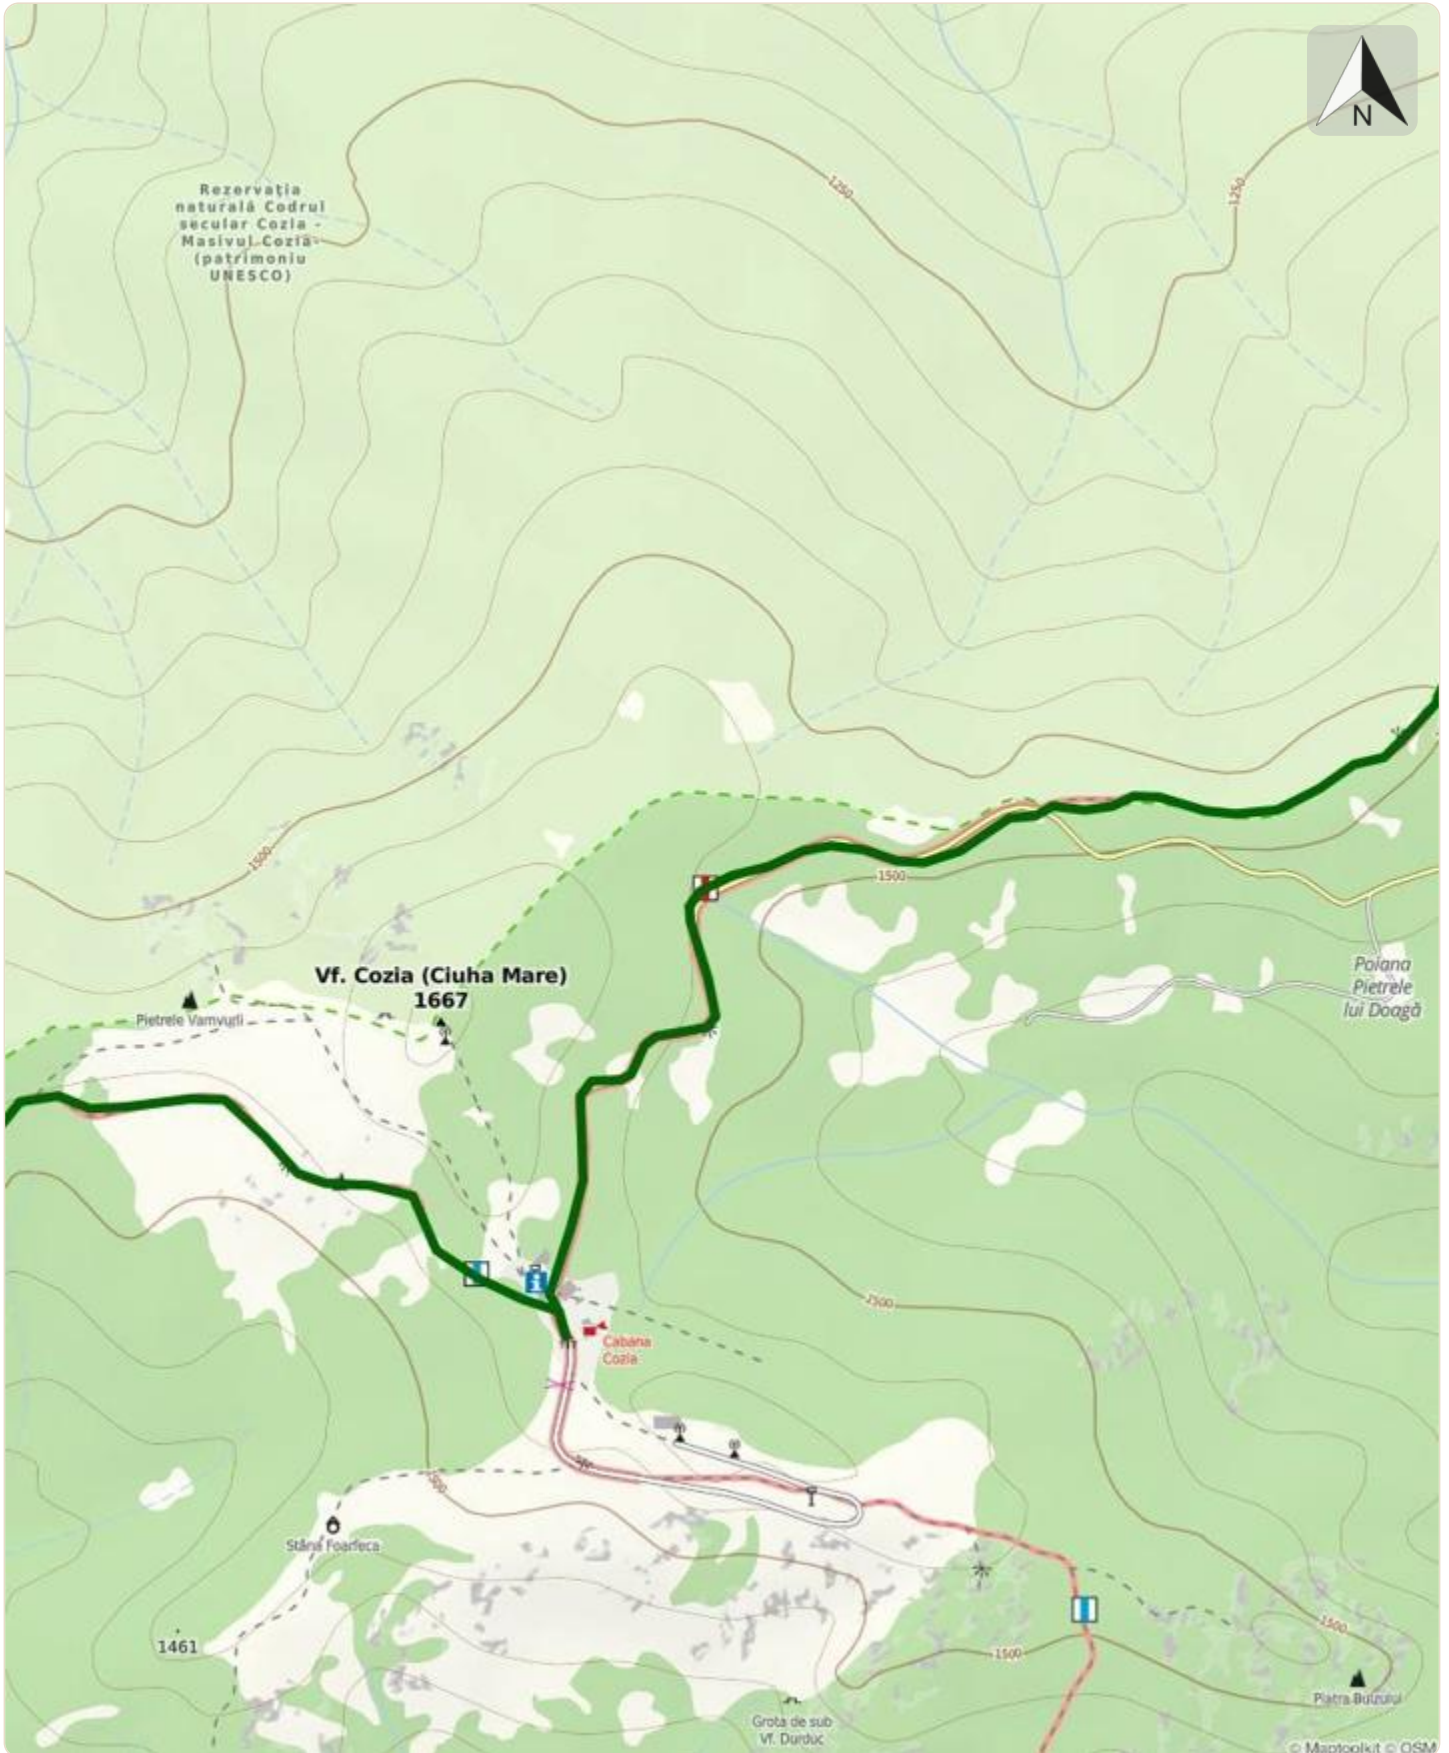 N
1250
1250
Rezervația
naturală Codrul
secular Cozia -
Masivul Cozia-
(patrimoniu
UNESCO)
1500
1500
Vf. Cozia (Ciuha Mare)
1667
Pietrele Vamvurii
Poiana
Pietrele
lui Doagă
i
1500
Cabana
Cozia
1500
Stâna Foarfeca
1461
1500
1500
Piatra Bulzului
Grota de sub
Vf. Durduc
© Maptoolkit © OSM